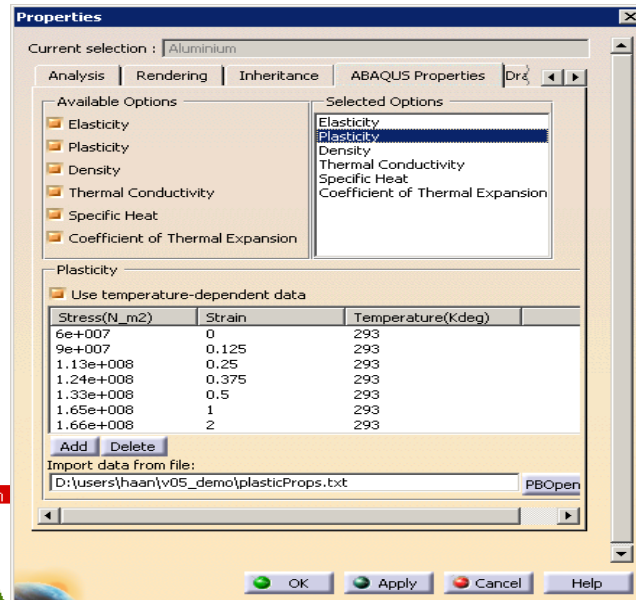 Properties
Current selection : Aluminium
Analysis Rendering Inheritance ABAQUS Properties Dra
Available Options
Elasticity
Plasticity
Density
Thermal Conductivity
Specific Heat
Coefficient of Thermal Expansion
Selected Options
Elasticity
Plasticity
Density
Thermal Conductivity
Specific Heat
Coefficient of Thermal Expansion
Plasticity
Use temperature-dependent data
Stress(N_m2) Strain Temperature(Kdeg)
6e+007 0 293
9e+007 0.125 293
1.13e+008 0.25 293
1.24e+008 0.375 293
1.33e+008 0.5 293
1.65e+008 1 293
1.66e+008 2 293
Add Delete
Import data from file:
D:\users\haan\v05_demo\plasticProps.txt PBOpen
OK Apply Cancel Help